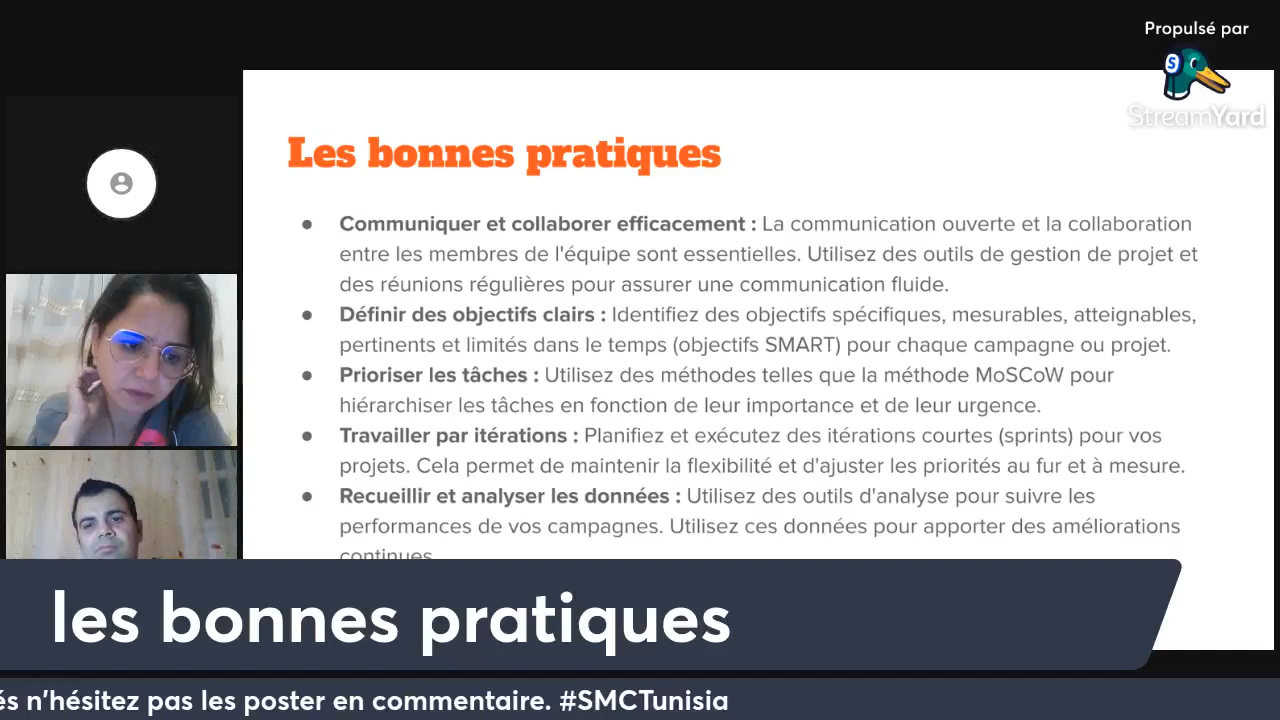 Propulsé par
StreamYard
Les bonnes pratiques
● Communiquer et collaborer efficacement : La communication ouverte et la collaboration
entre les membres de l'équipe sont essentielles. Utilisez des outils de gestion de projet et
des réunions régulières pour assurer une communication fluide.
● Définir des objectifs clairs : Identifiez des objectifs spécifiques, mesurables, atteignables,
pertinents et limités dans le temps (objectifs SMART) pour chaque campagne ou projet.
● Prioriser les tâches : Utilisez des méthodes telles que la méthode MoSCoW pour
hiérarchiser les tâches en fonction de leur importance et de leur urgence.
● Travailler par itérations : Planifiez et exécutez des itérations courtes (sprints) pour vos
projets. Cela permet de maintenir la flexibilité et d'ajuster les priorités au fur et à mesure.
● Recueillir et analyser les données : Utilisez des outils d'analyse pour suivre les
performances de vos campagnes. Utilisez ces données pour apporter des améliorations
continues.
les bonnes pratiques
és n'hésitez pas les poster en commentaire. #SMCTunisia